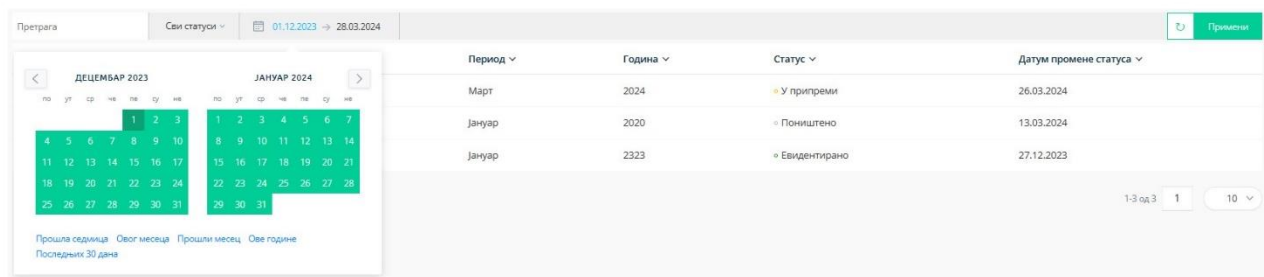 Претрага Сви статуси 01.12.2023 → 28.03.2024 Примени
Период Година Статус Датум промене статуса
ДЕЦЕМБАР 2023 ЈАНУАР 2024
по ут ср че пе су не по ут ср че пе су не
Март 2024 У припреми 26.03.2024
1 2 3 1 2 3 4 5 6 7
Јануар 2020 Поништено 13.03.2024
4 5 6 7 8 9 10 8 9 10 11 12 13 14
Јануар 2323 Евидентирано 27.12.2023
11 12 13 14 15 16 17 15 16 17 18 19 20 21
18 19 20 21 22 23 24 22 23 24 25 26 27 28
1-3 од 3 1 10
25 26 27 28 29 30 31 29 30 31
Прошла седмица Овог месеца Прошли месец Ове године
Последњих 30 дана